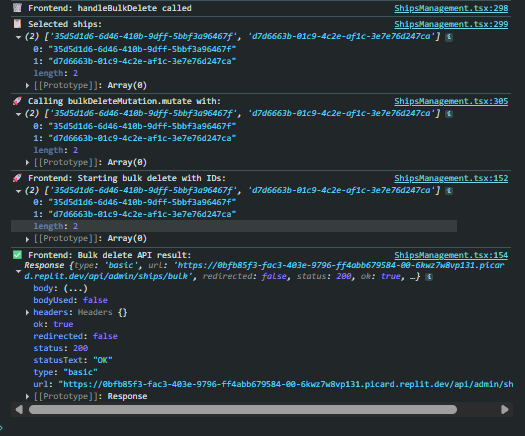 Frontend: handleBulkDelete called ShipsManagement.tsx:298
Selected ships: ShipsManagement.tsx:299
(2) ['35d5d1d6-6d46-410b-9dff-5bbf3a96467f', 'd7d6663b-01c9-4c2e-af1c-3e7e76d247ca']
0: "35d5d1d6-6d46-410b-9dff-5bbf3a96467f"
1: "d7d6663b-01c9-4c2e-af1c-3e7e76d247ca"
length: 2
[[Prototype]]: Array(0)
Calling bulkDeleteMutation.mutate with: ShipsManagement.tsx:305
(2) ['35d5d1d6-6d46-410b-9dff-5bbf3a96467f', 'd7d6663b-01c9-4c2e-af1c-3e7e76d247ca']
0: "35d5d1d6-6d46-410b-9dff-5bbf3a96467f"
1: "d7d6663b-01c9-4c2e-af1c-3e7e76d247ca"
length: 2
[[Prototype]]: Array(0)
Frontend: Starting bulk delete with IDs: ShipsManagement.tsx:152
(2) ['35d5d1d6-6d46-410b-9dff-5bbf3a96467f', 'd7d6663b-01c9-4c2e-af1c-3e7e76d247ca']
0: "35d5d1d6-6d46-410b-9dff-5bbf3a96467f"
1: "d7d6663b-01c9-4c2e-af1c-3e7e76d247ca"
length: 2
[[Prototype]]: Array(0)
Frontend: Bulk delete API result: ShipsManagement.tsx:154
Response {type: 'basic', url: 'https://0bfb85f3-fac3-403e-9796-ff4abb679584-00-6kwz7w8vp131.picar
d.replit.dev/api/admin/ships/bulk', redirected: false, status: 200, ok: true, …}
body: (...)
bodyUsed: false
headers: Headers {}
ok: true
redirected: false
status: 200
statusText: "OK"
type: "basic"
url: "https://0bfb85f3-fac3-403e-9796-ff4abb679584-00-6kwz7w8vp131.picard.replit.dev/api/admin/sh
[[Prototype]]: Response